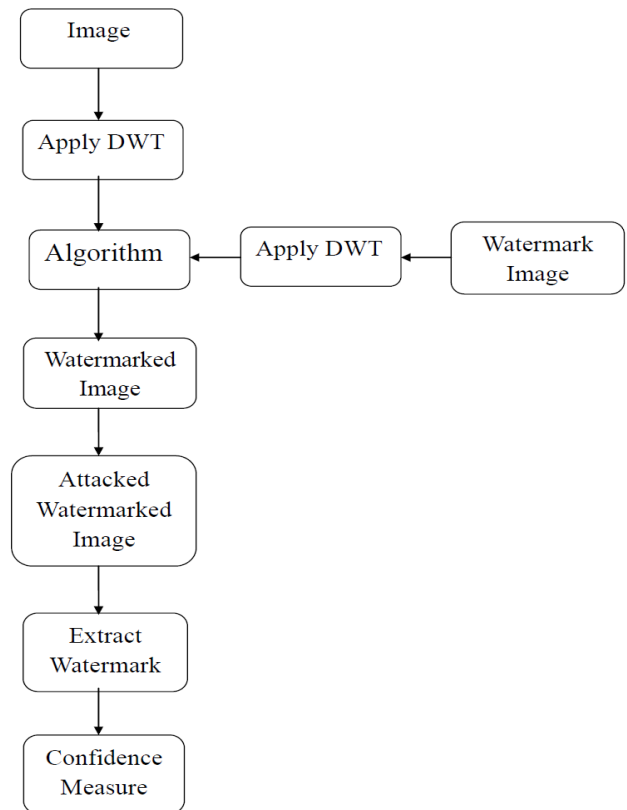 Image
Apply DWT
Algorithm
Apply DWT
Watermark
Image
Watermarked
Image
Attacked
Watermarked
Image
Extract
Watermark
Confidence
Measure